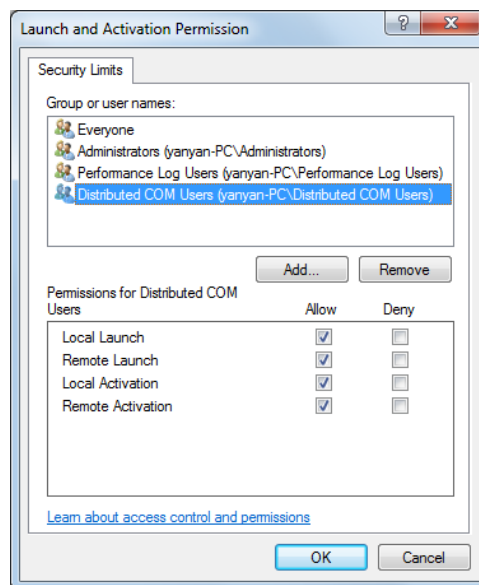 Launch and Activation Permission
Security Limits
Group or user names:
Everyone
Administrators (yanyan-PC\Administrators)
Performance Log Users (yanyan-PC\Performance Log Users)
Distributed COM Users (yanyan-PC\Distributed COM Users)
Add...
Remove
Permissions for Distributed COM
Users
Allow
Deny
Local Launch
Remote Launch
Local Activation
Remote Activation
Learn about access control and permissions
OK
Cancel